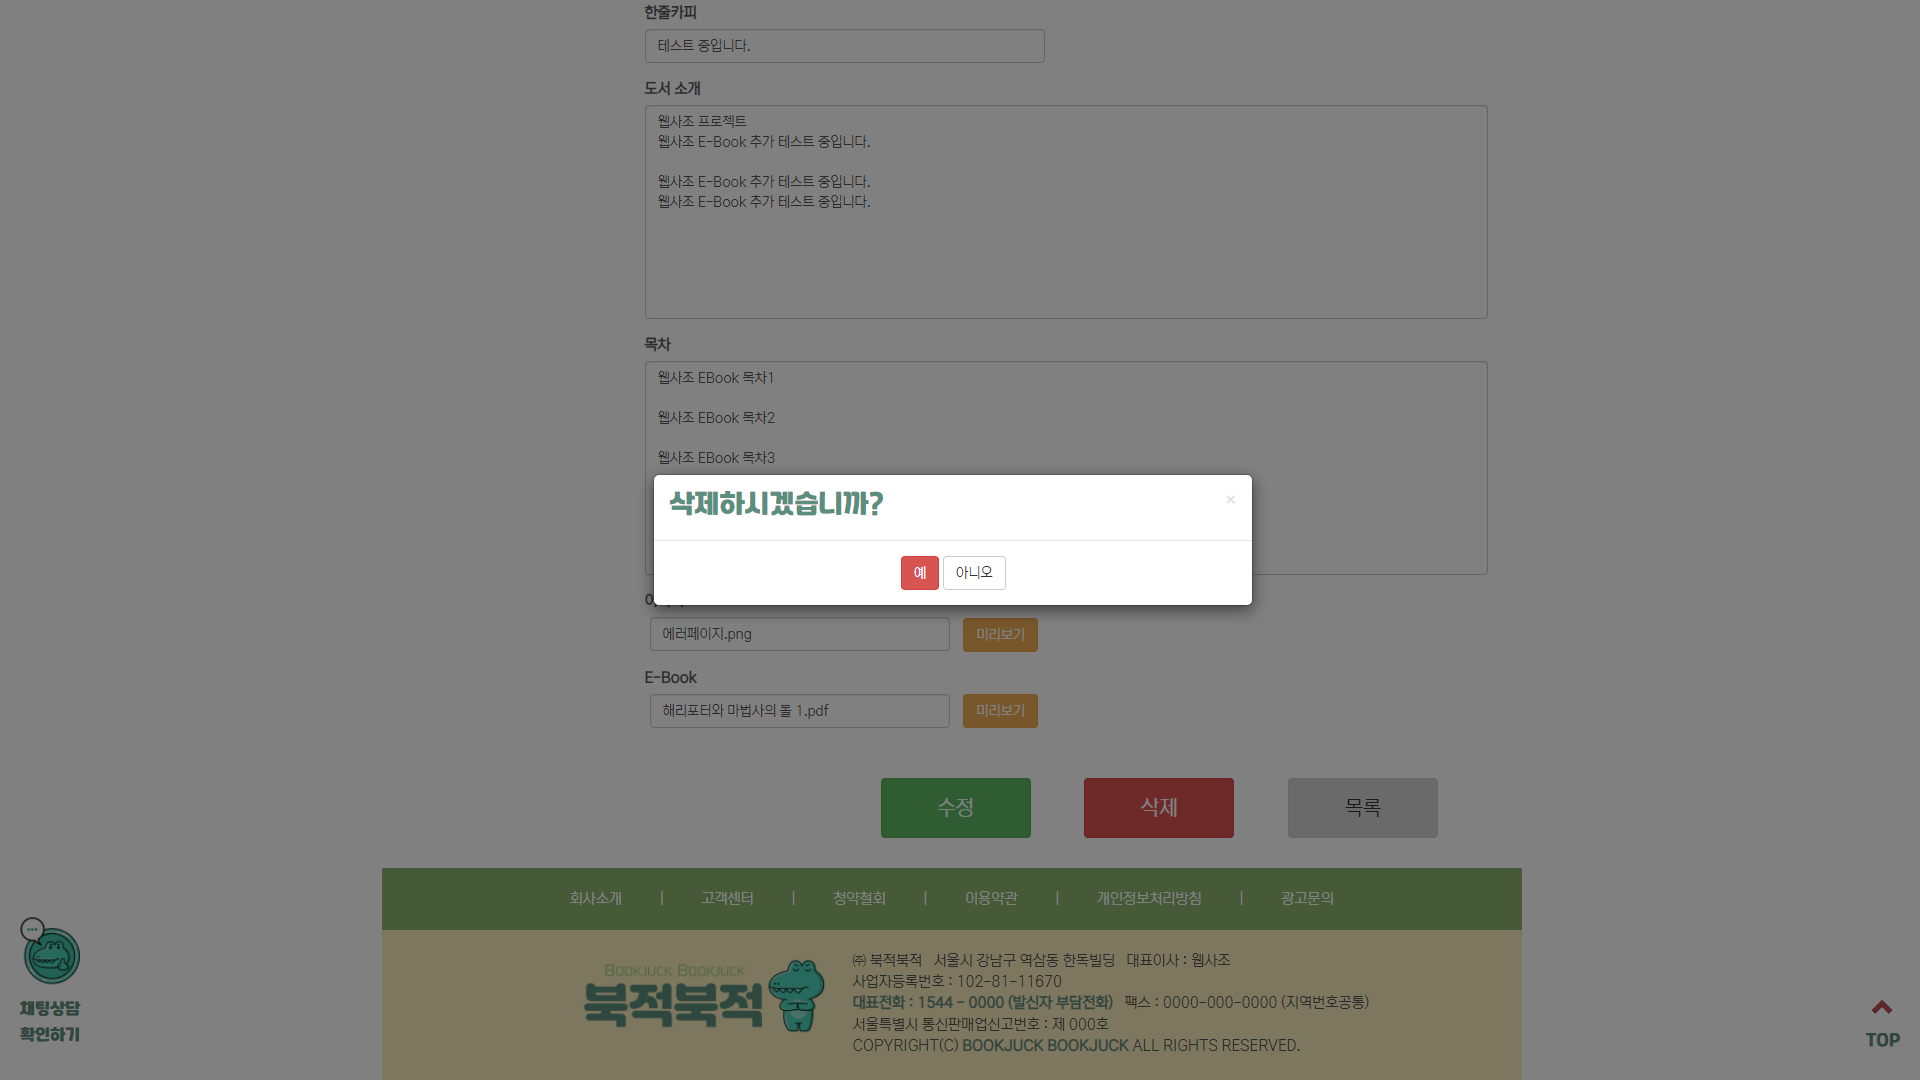 한줄카피
테스트 중입니다.
도서 소개
웹사조 프로젝트
웹사조 E-Book 추가 테스트 중입니다.
웹사조 E-Book 추가 테스트 중입니다.
웹사조 E-Book 추가 테스트 중입니다.
목차
웹사조 EBook 목차1
웹사조 EBook 목차2
웹사조 EBook 목차3
삭제하시겠습니까?
×
예 아니오
에러페이지.png 미리보기
E-Book
해리포터와 마법사의 돌 1.pdf 미리보기
수정 삭제 목록
회사소개 | 고객센터 | 청약철회 | 이용약관 | 개인정보처리방침 | 광고문의
BOOKJUCK BOOKJUCK
북적북적
㈜ 북적북적 서울시 강남구 역삼동 한독빌딩 대표이사 : 웹사조
사업자등록번호 : 102-81-11670
대표전화 : 1544 - 0000 (발신자 부담전화) 팩스 : 0000-000-0000 (지역번호공통)
서울특별시 통신판매업신고번호 : 제 000호
COPYRIGHT(C) BOOKJUCK BOOKJUCK ALL RIGHTS RESERVED.
채팅상담
확인하기
TOP